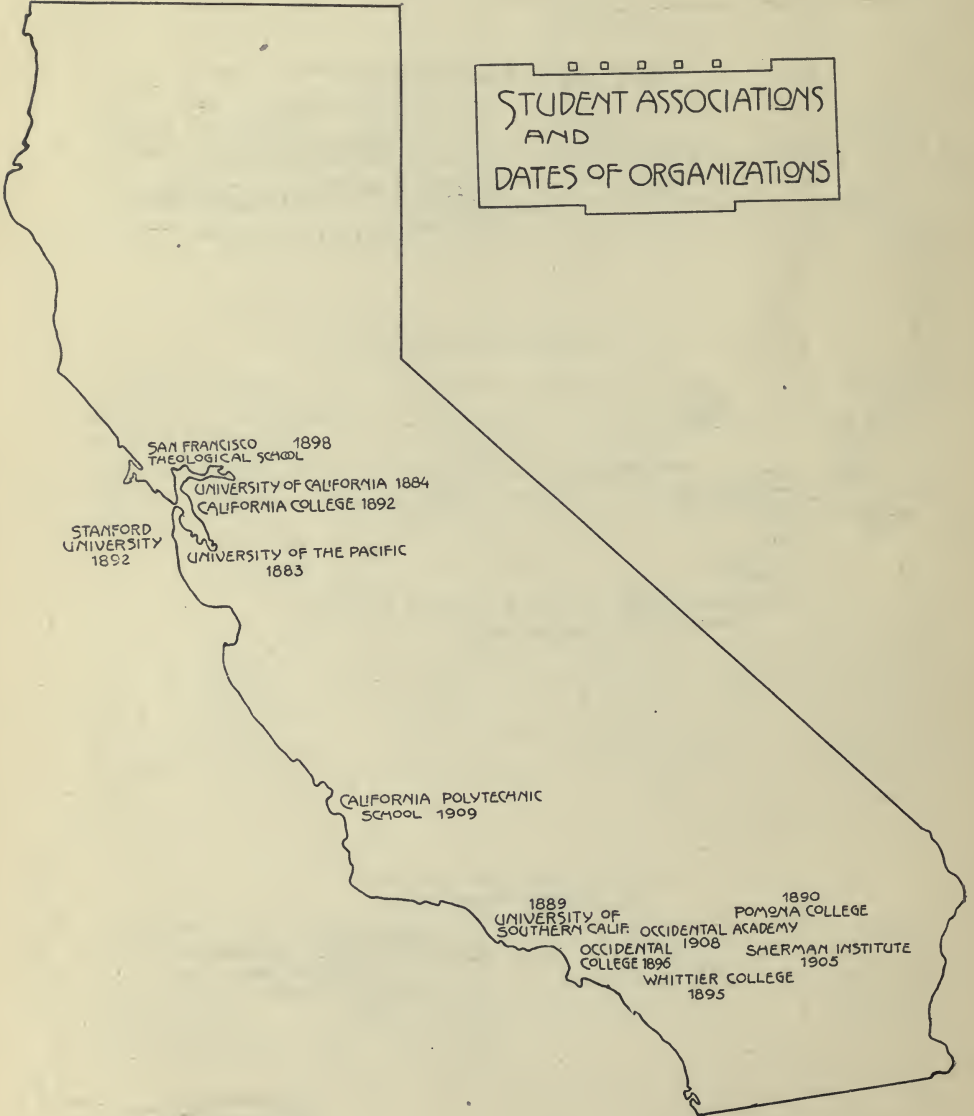 STUDENT ASSOCIATIONS
AND
DATES OF ORGANIZATIONS
SAN FRANCISCO 1898
THEOLOGICAL SCHOOL
UNIVERSITY OF CALIFORNIA 1884
CALIFORNIA COLLEGE 1892
STANFORD
UNIVERSITY
1892
UNIVERSITY OF THE PACIFIC
1883
CALIFORNIA POLYTECHNIC
SCHOOL 1909
1889
UNIVERSITY OF
SOUTHERN CALIF.
1890
POMONA COLLEGE
OCCIDENTAL ACADEMY
1908
OCCIDENTAL
COLLEGE 1896
SHERMAN INSTITUTE
1905
WHITTIER COLLEGE
1895